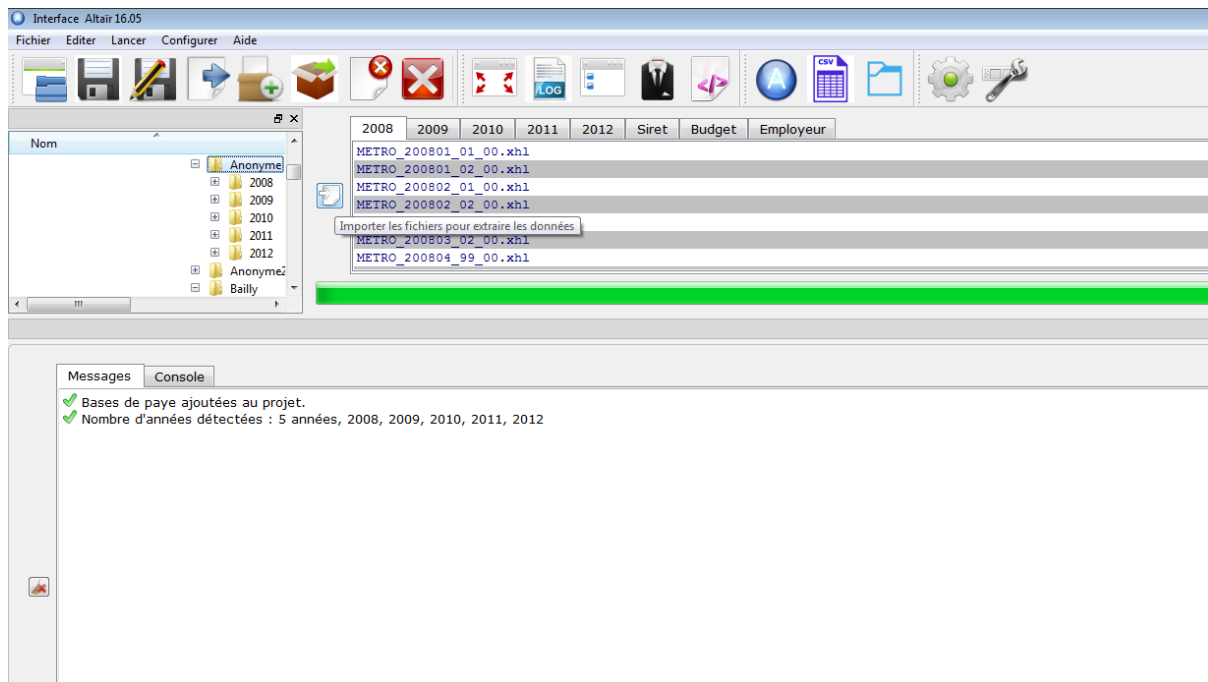 Interface Altaïr 16.05
Fichier Editer Lancer Configurer Aide
LOG
</>
A
CSV
Nom
Anonyme
2008
2009
2010
2011
2012
Anonyme2
Bailly
2008 2009 2010 2011 2012 Siret Budget Employeur
METRO_200801_01_00.xhl
METRO_200801_02_00.xhl
METRO_200802_01_00.xhl
METRO_200802_02_00.xhl
Importer les fichiers pour extraire les données
METRO_200803_02_00.xhl
METRO_200804_99_00.xhl
Messages Console
Bases de paye ajoutées au projet.
Nombre d'années détectées : 5 années, 2008, 2009, 2010, 2011, 2012